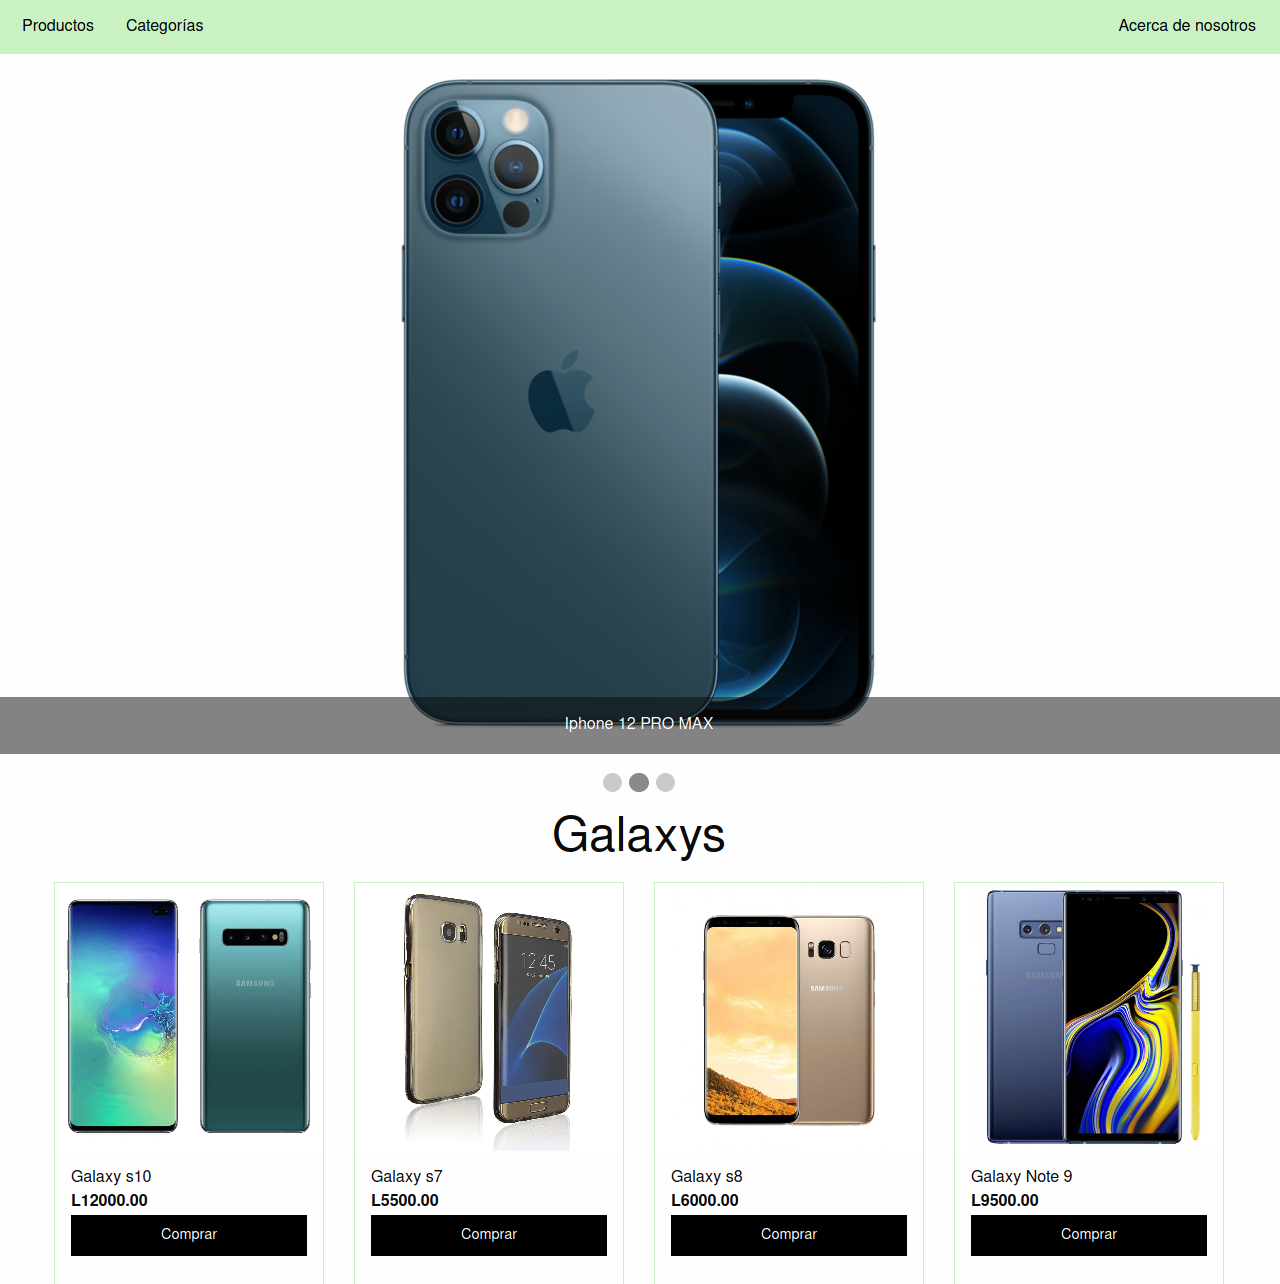 Productos
Categorías
Acerca de nosotros
Iphone 12 PRO MAX
Galaxys
SAMSUNG
12:45
SAMSUNG
SAMSUNG
Galaxy s10
L12000.00
Comprar
Galaxy s7
L5500.00
Comprar
Galaxy s8
L6000.00
Comprar
Galaxy Note 9
L9500.00
Comprar